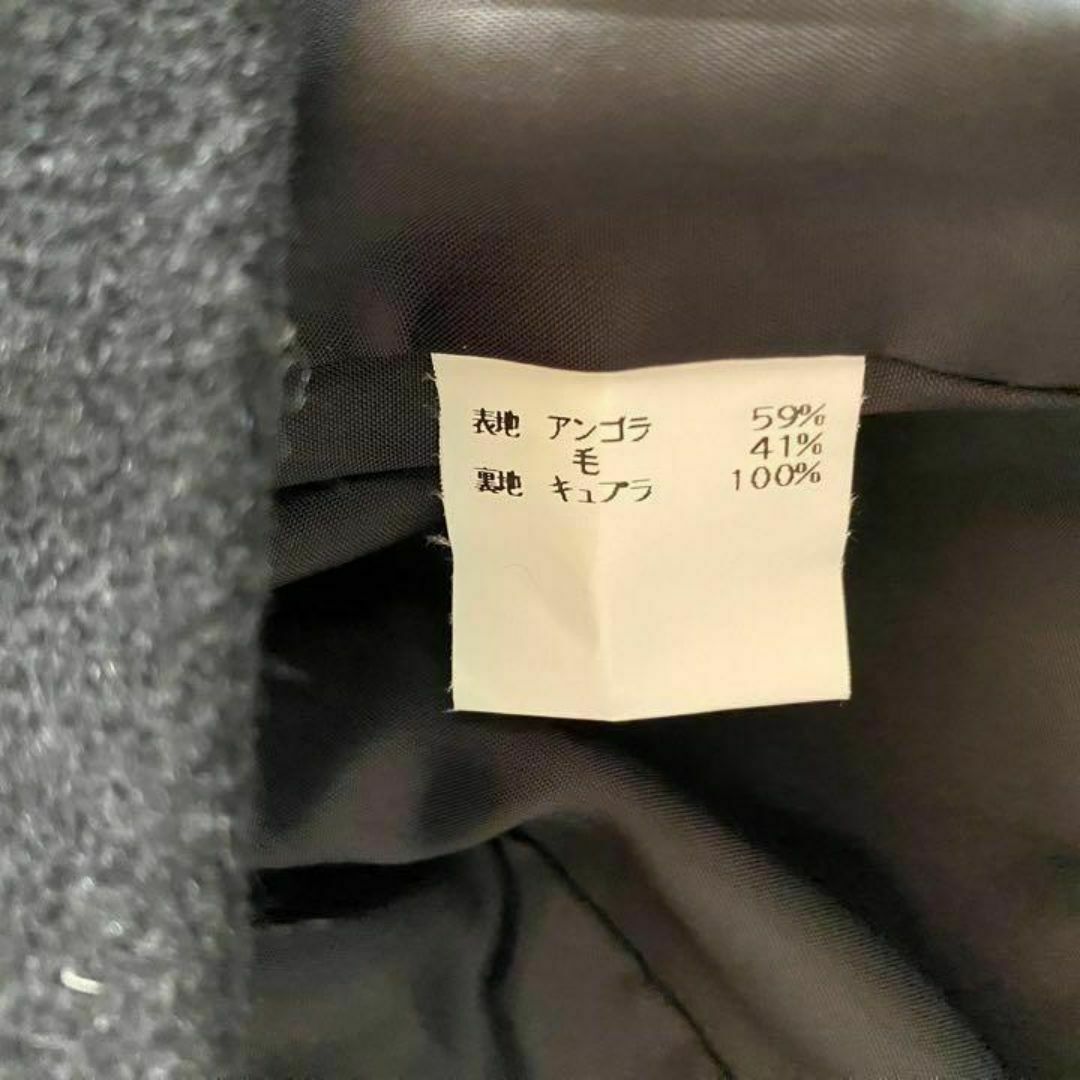 表地 アンゴラ 59%
毛 41%
裏地 キュプラ 100%